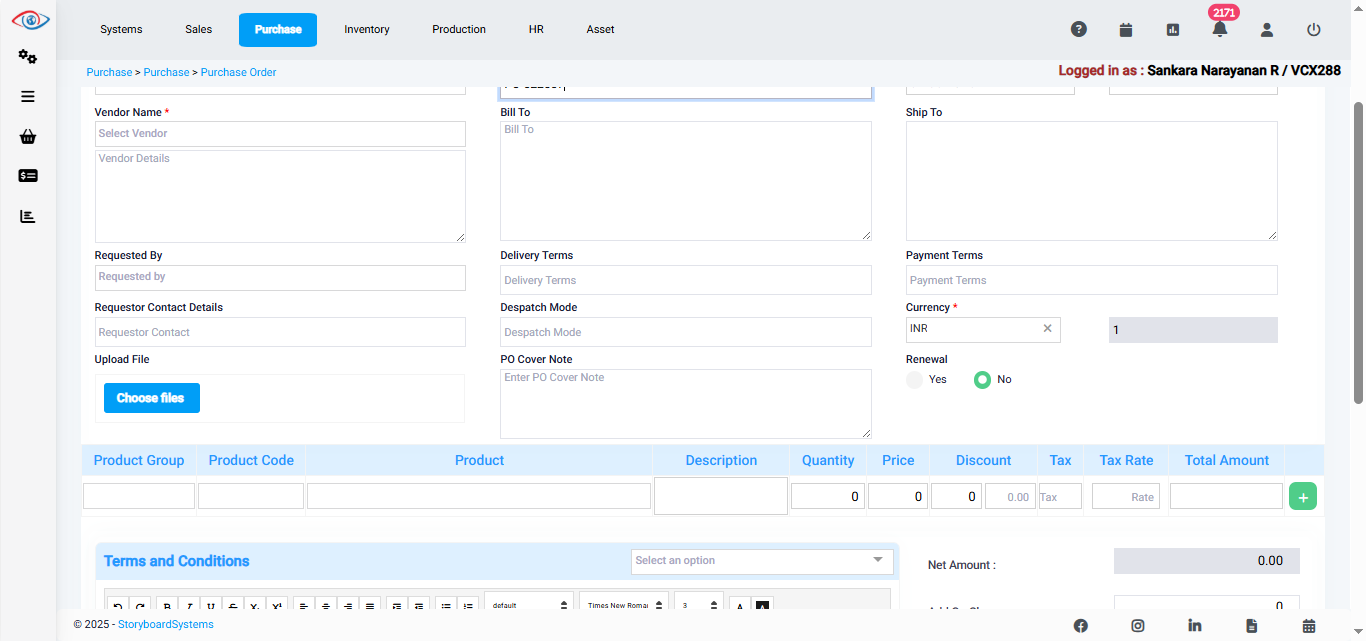 2171
Systems Sales Purchase Inventory Production HR Asset
Purchase > Purchase > Purchase Order
Logged in as : Sankara Narayanan R / VCX288
Vendor Name *
Select Vendor
Vendor Details
Bill To
Bill To
Ship To
Requested By
Requested by
Delivery Terms
Delivery Terms
Payment Terms
Payment Terms
Requestor Contact Details
Requestor Contact
Despatch Mode
Despatch Mode
Currency *
INR × 1
Upload File
Choose files
PO Cover Note
Enter PO Cover Note
Renewal
Yes No
Product Group Product Code Product Description Quantity Price Discount Tax Tax Rate Total Amount
0 0 0 0.00 Tax Rate +
Terms and Conditions
Select an option
Net Amount : 0.00
default Times New Roman 3
0
© 2025 - StoryboardSystems